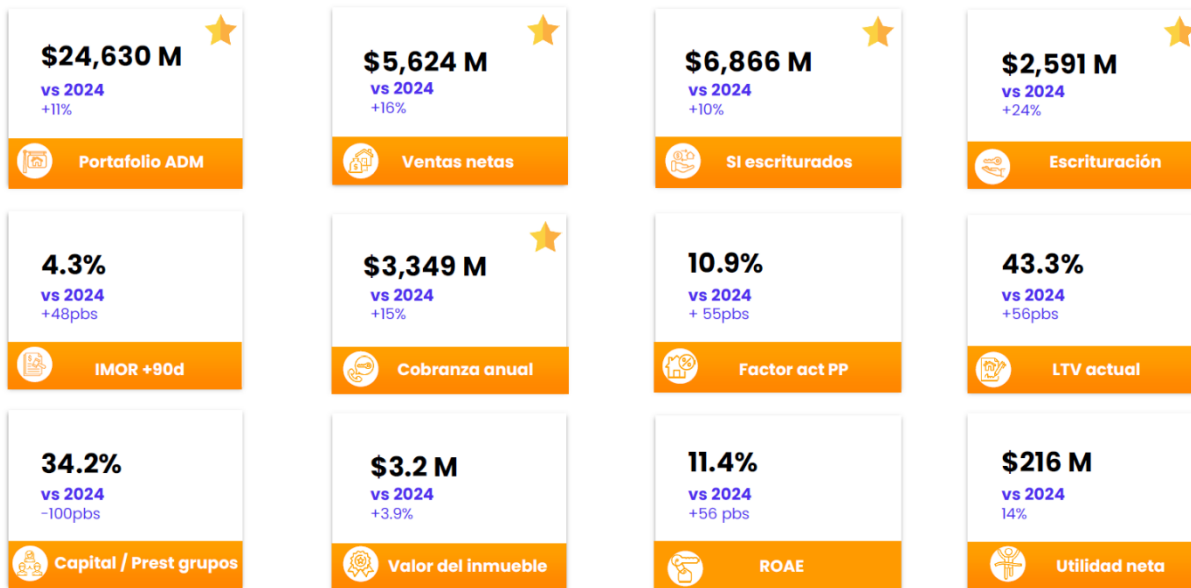 $24,630 M
vs 2024
+11%
Portafolio ADM
$5,624 M
vs 2024
+16%
Ventas netas
$6,866 M
vs 2024
+10%
SI escriturados
$2,591 M
vs 2024
+24%
Escrituración
4.3%
vs 2024
+48pbs
IMOR +90d
$3,349 M
vs 2024
+15%
Cobranza anual
10.9%
vs 2024
+ 55pbs
Factor act PP
43.3%
vs 2024
+56pbs
LTV actual
34.2%
vs 2024
-100pbs
Capital / Prest grupos
$3.2 M
vs 2024
+3.9%
Valor del inmueble
11.4%
vs 2024
+56 pbs
ROAE
$216 M
vs 2024
14%
Utilidad neta